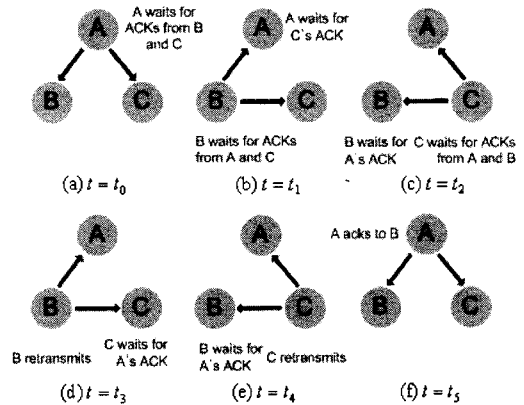 A
A waits for
ACKs from B
and C
B
C
(a) t = t0
A
A waits for
C's ACK
B
C
B waits for ACKs
from A and C
(b) t = t1
A
B
C
B waits for
A's ACK
C waits for ACKs
from A and B
(c) t = t2
A
B
C
B retransmits
C waits for
A's ACK
(d) t = t3
A
B
C
B waits for
A's ACK
C retransmits
(e) t = t4
A acks to B
A
B
C
(f) t = t5